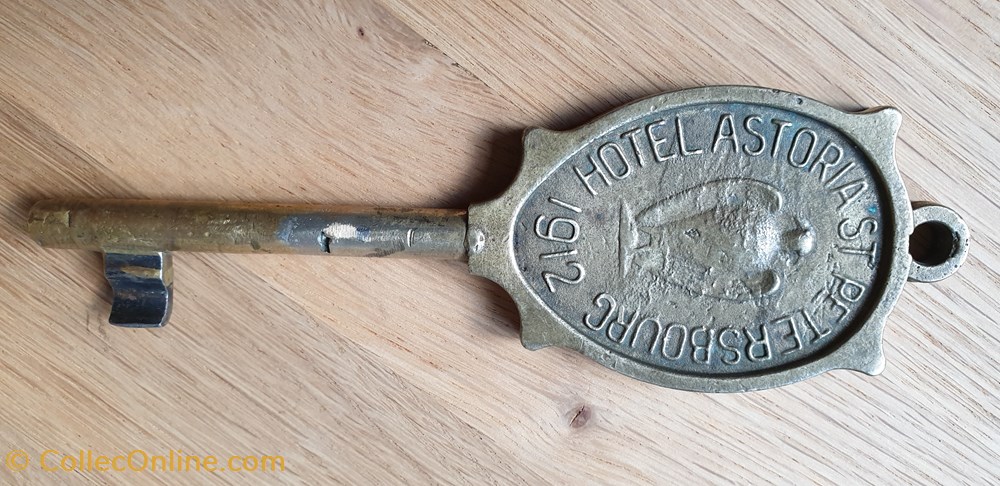 HOTEL ASTORIA ST. PETERSBOURG
1912
© CollecOnline.com